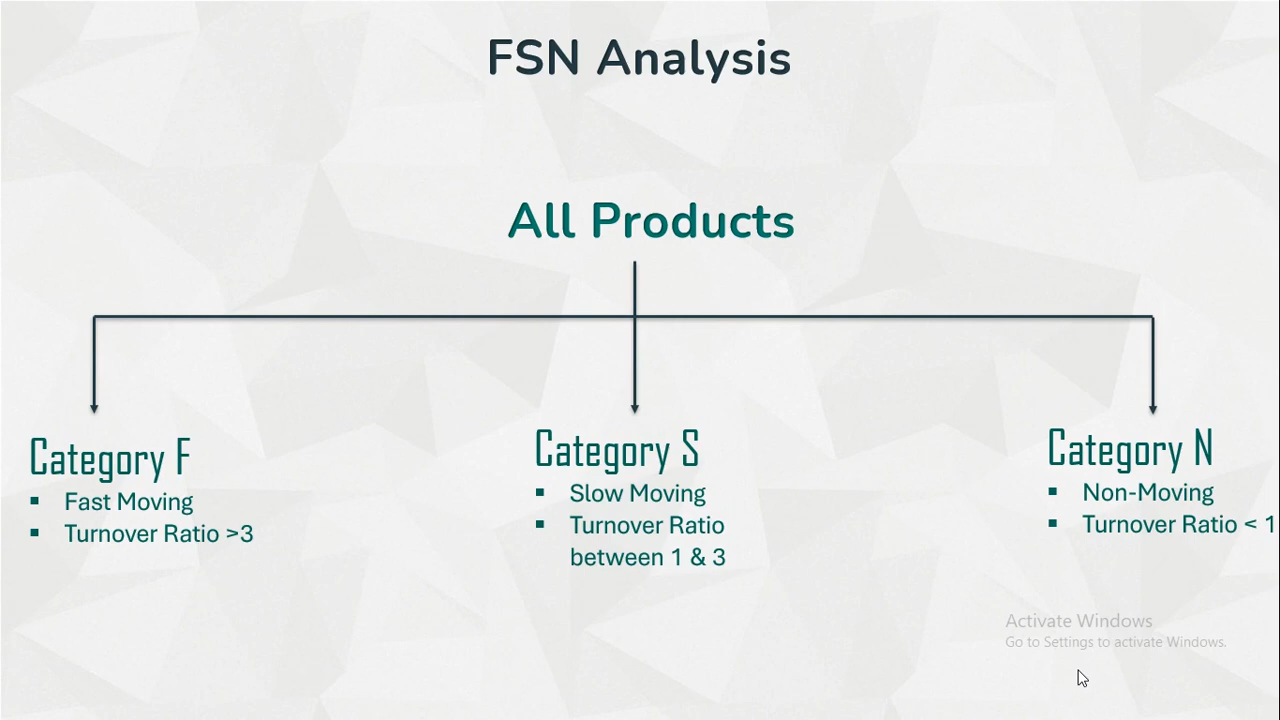 FSN Analysis
All Products
Category F
▪ Fast Moving
▪ Turnover Ratio >3
Category S
▪ Slow Moving
▪ Turnover Ratio
between 1 & 3
Category N
▪ Non-Moving
▪ Turnover Ratio < 1
Activate Windows
Go to Settings to activate Windows.